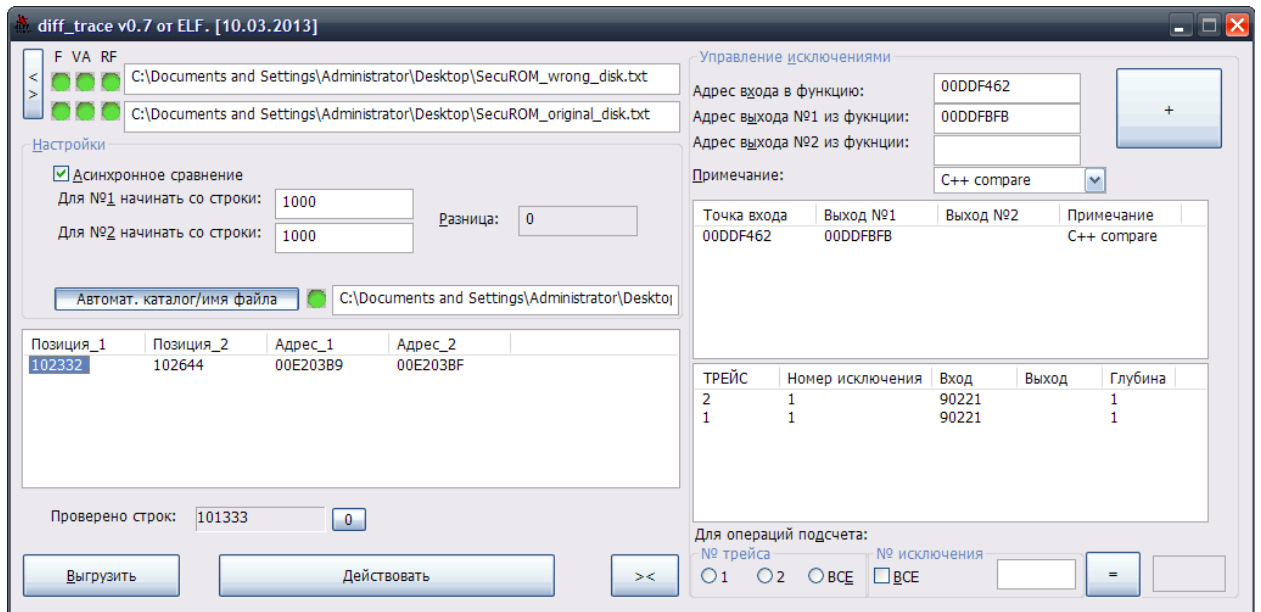 diff_trace v0.7 от ELF. [10.03.2013]
F VA RF
<
>
C:\Documents and Settings\Administrator\Desktop\SecuROM_wrong_disk.txt
C:\Documents and Settings\Administrator\Desktop\SecuROM_original_disk.txt
Настройки
Асинхронное сравнение
Для №1 начинать со строки: 1000
Для №2 начинать со строки: 1000
Разница: 0
Автомат. каталог/имя файла
C:\Documents and Settings\Administrator\Desktop
Позиция_1 Позиция_2 Адрес_1 Адрес_2
102332 102644 00E203B9 00E203BF
Проверено строк: 101333 0
Выгрузить Действовать ><
Управление исключениями
Адрес входа в функцию: 00DDF462
Адрес выхода №1 из фукнции: 00DDFBFB
Адрес выхода №2 из фукнции:
+
Примечание: C++ compare
Точка входа Выход №1 Выход №2 Примечание
00DDF462 00DDFBFB C++ compare
ТРЕЙС Номер исключения Вход Выход Глубина
2 1 90221 1
1 1 90221 1
Для операций подсчета:
№ трейса № исключения
1 2 ВСЕ ВСЕ =